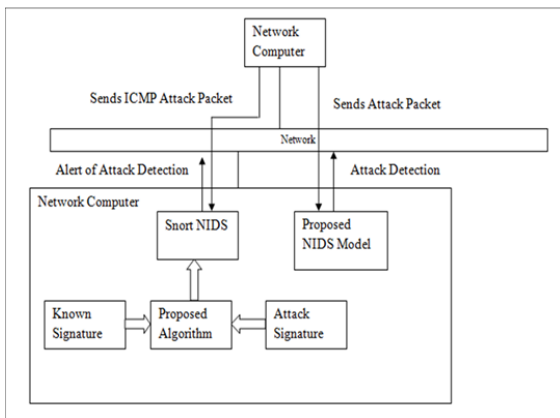 Network
Computer
Sends ICMP Attack Packet
Sends Attack Packet
Network
Alert of Attack Detection
Attack Detection
Network Computer
Snort NIDS
Proposed
NIDS Model
Known
Signature
Proposed
Algorithm
Attack
Signature